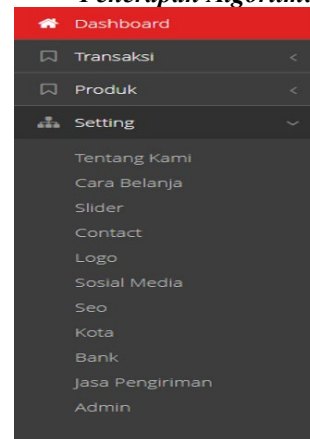 Penerapan Algoritma
Dashboard
Transaksi
Produk
Setting
Tentang Kami
Cara Belanja
Slider
Contact
Logo
Sosial Media
Seo
Kota
Bank
Jasa Pengiriman
Admin